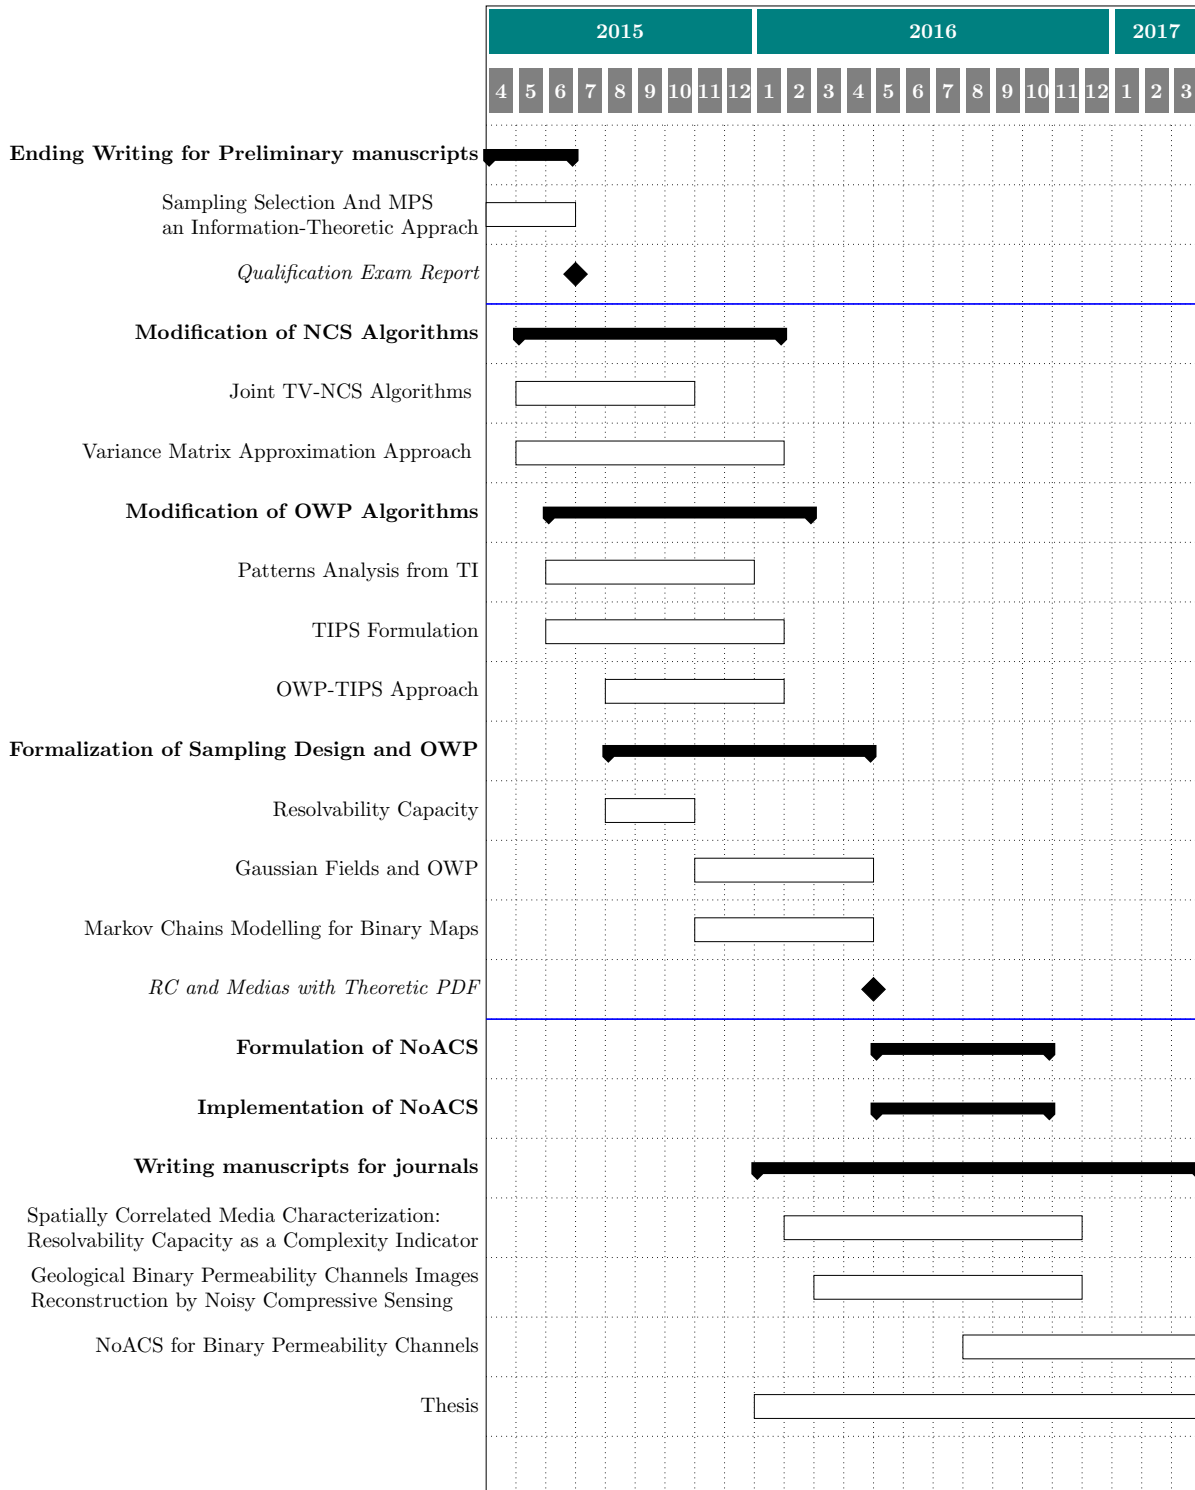 2015 2016 2017
4 5 6 7 8 9 10 11 12 1 2 3 4 5 6 7 8 9 10 11 12 1 2 3
Ending Writing for Preliminary manuscripts
Sampling Selection And MPS
an Information-Theoretic Apprach
Qualification Exam Report
Modification of NCS Algorithms
Joint TV-NCS Algorithms
Variance Matrix Approximation Approach
Modification of OWP Algorithms
Patterns Analysis from TI
TIPS Formulation
OWP-TIPS Approach
Formalization of Sampling Design and OWP
Resolvability Capacity
Gaussian Fields and OWP
Markov Chains Modelling for Binary Maps
RC and Medias with Theoretic PDF
Formulation of NoACS
Implementation of NoACS
Writing manuscripts for journals
Spatially Correlated Media Characterization:
Resolvability Capacity as a Complexity Indicator
Geological Binary Permeability Channels Images
Reconstruction by Noisy Compressive Sensing
NoACS for Binary Permeability Channels
Thesis